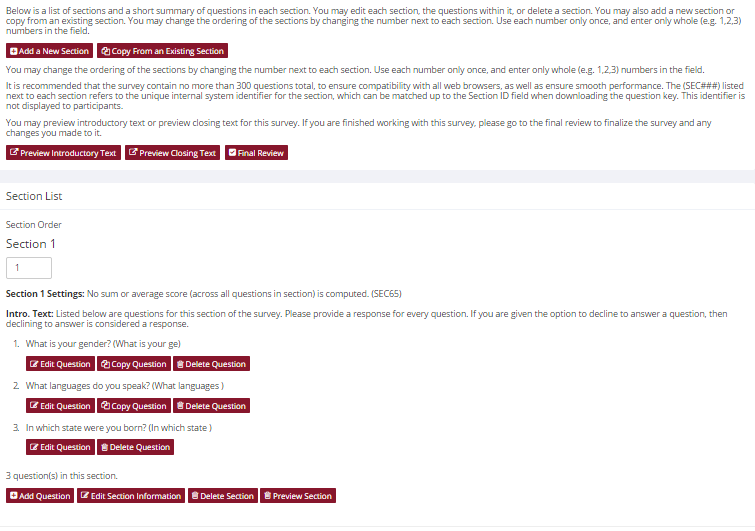 Below is a list of sections and a short summary of questions in each section. You may edit each section, the questions within it, or delete a section. You may also add a new section or
copy from an existing section. You may change the ordering of the sections by changing the number next to each section. Use each number only once, and enter only whole (e.g. 1,2,3)
numbers in the field.
Add a New Section Copy From an Existing Section
You may change the ordering of the sections by changing the number next to each section. Use each number only once, and enter only whole (e.g. 1,2,3) numbers in the field.
It is recommended that the survey contain no more than 300 questions total, to ensure compatibility with all web browsers, as well as ensure smooth performance. The (SEC###) listed
next to each section refers to the unique internal system identifier for the section, which can be matched up to the Section ID field when downloading the question key. This identifier is
not displayed to participants.
You may preview introductory text or preview closing text for this survey. If you are finished working with this survey, please go to the final review to finalize the survey and any
changes you made to it.
Preview Introductory Text Preview Closing Text Final Review
Section List
Section Order
Section 1
1
Section 1 Settings: No sum or average score (across all questions in section) is computed. (SEC65)
Intro. Text: Listed below are questions for this section of the survey. Please provide a response for every question. If you are given the option to decline to answer a question, then
declining to answer is considered a response.
1. What is your gender? (What is your ge)
Edit Question Copy Question Delete Question
2. What languages do you speak? (What languages )
Edit Question Copy Question Delete Question
3. In which state were you born? (In which state )
Edit Question Delete Question
3 question(s) in this section.
Add Question Edit Section Information Delete Section Preview Section